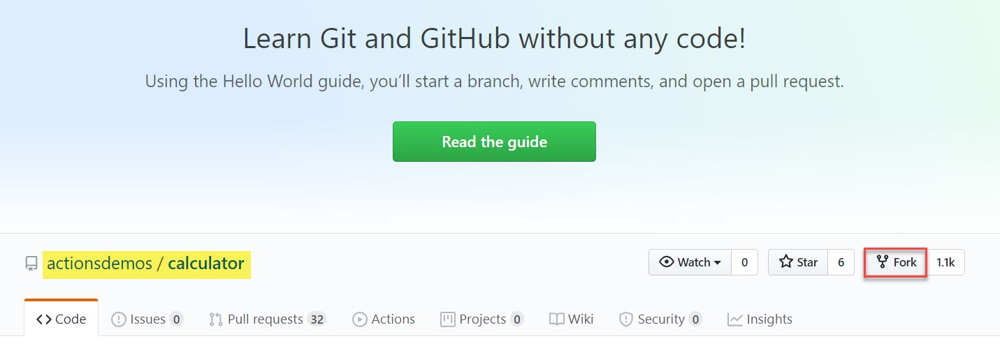 Learn Git and GitHub without any code!
Using the Hello World guide, you’ll start a branch, write comments, and open a pull request.
Read the guide
actionsdemos / calculator Watch 0 Star 6 Fork 1.1k
Code Issues 0 Pull requests 32 Actions Projects 0 Wiki Security 0 Insights